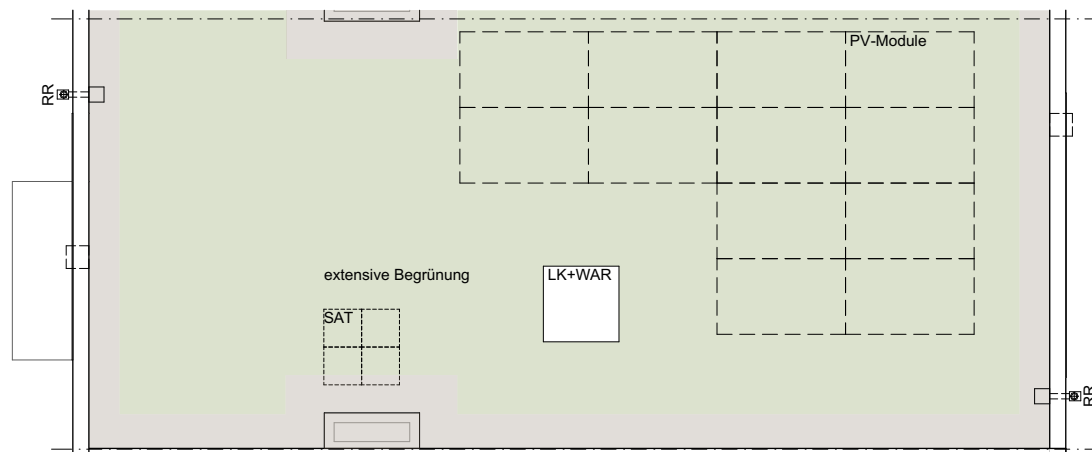 PV-Module
RR
extensive Begrünung
LK+WAR
SAT
RR